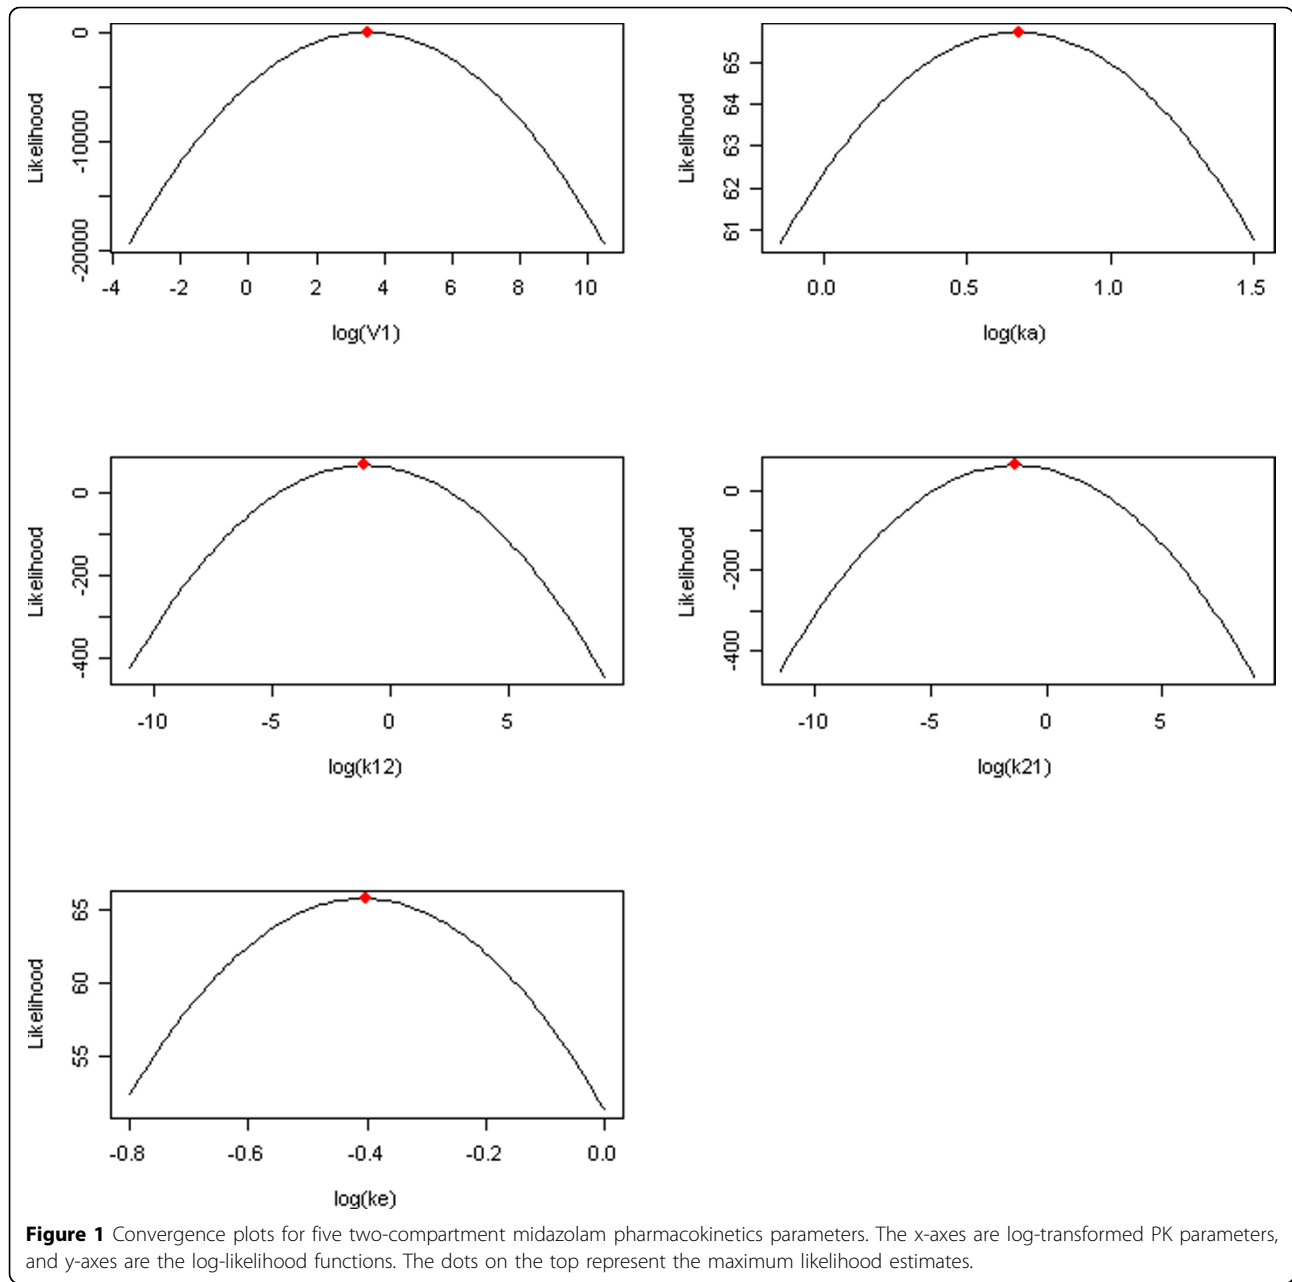 Likelihood
0
-10000
-20000
-4 -2 0 2 4 6 8 10
log(V1)
Likelihood
65
64
63
62
61
0.0 0.5 1.0 1.5
log(ka)
Likelihood
0
-200
-400
-10 -5 0 5
log(k12)
Likelihood
0
-200
-400
-10 -5 0 5
log(k21)
Likelihood
65
60
55
-0.8 -0.6 -0.4 -0.2 0.0
log(ke)
Figure 1 Convergence plots for five two-compartment midazolam pharmacokinetics parameters. The x-axes are log-transformed PK parameters,
and y-axes are the log-likelihood functions. The dots on the top represent the maximum likelihood estimates.